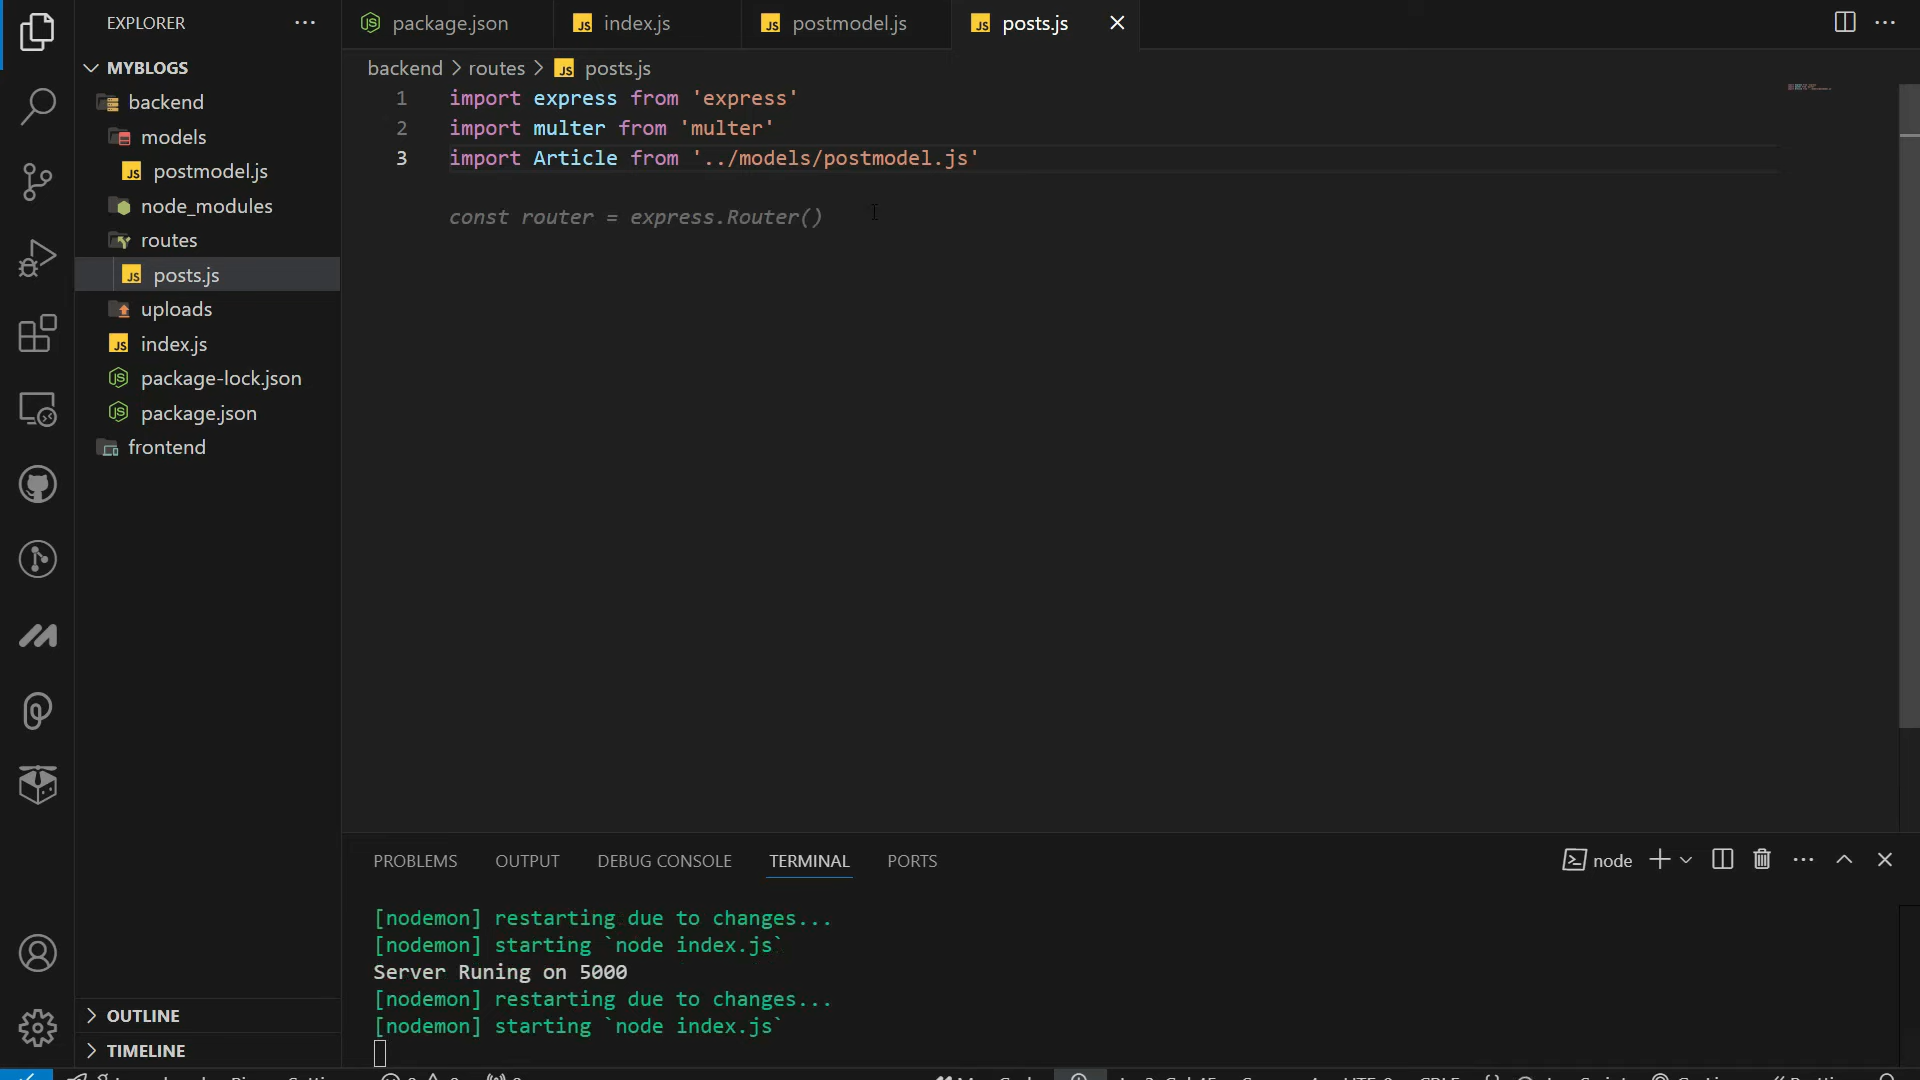 EXPLORER
MYBLOGS
backend
models
postmodel.js
node_modules
routes
posts.js
uploads
index.js
package-lock.json
package.json
frontend
OUTLINE
TIMELINE
package.json
index.js
postmodel.js
posts.js
backend > routes > posts.js
1 import express from 'express'
2 import multer from 'multer'
3 import Article from '../models/postmodel.js'
const router = express.Router()
PROBLEMS OUTPUT DEBUG CONSOLE TERMINAL PORTS
node
[nodemon] restarting due to changes...
[nodemon] starting `node index.js`
Server Runing on 5000
[nodemon] restarting due to changes...
[nodemon] starting `node index.js`